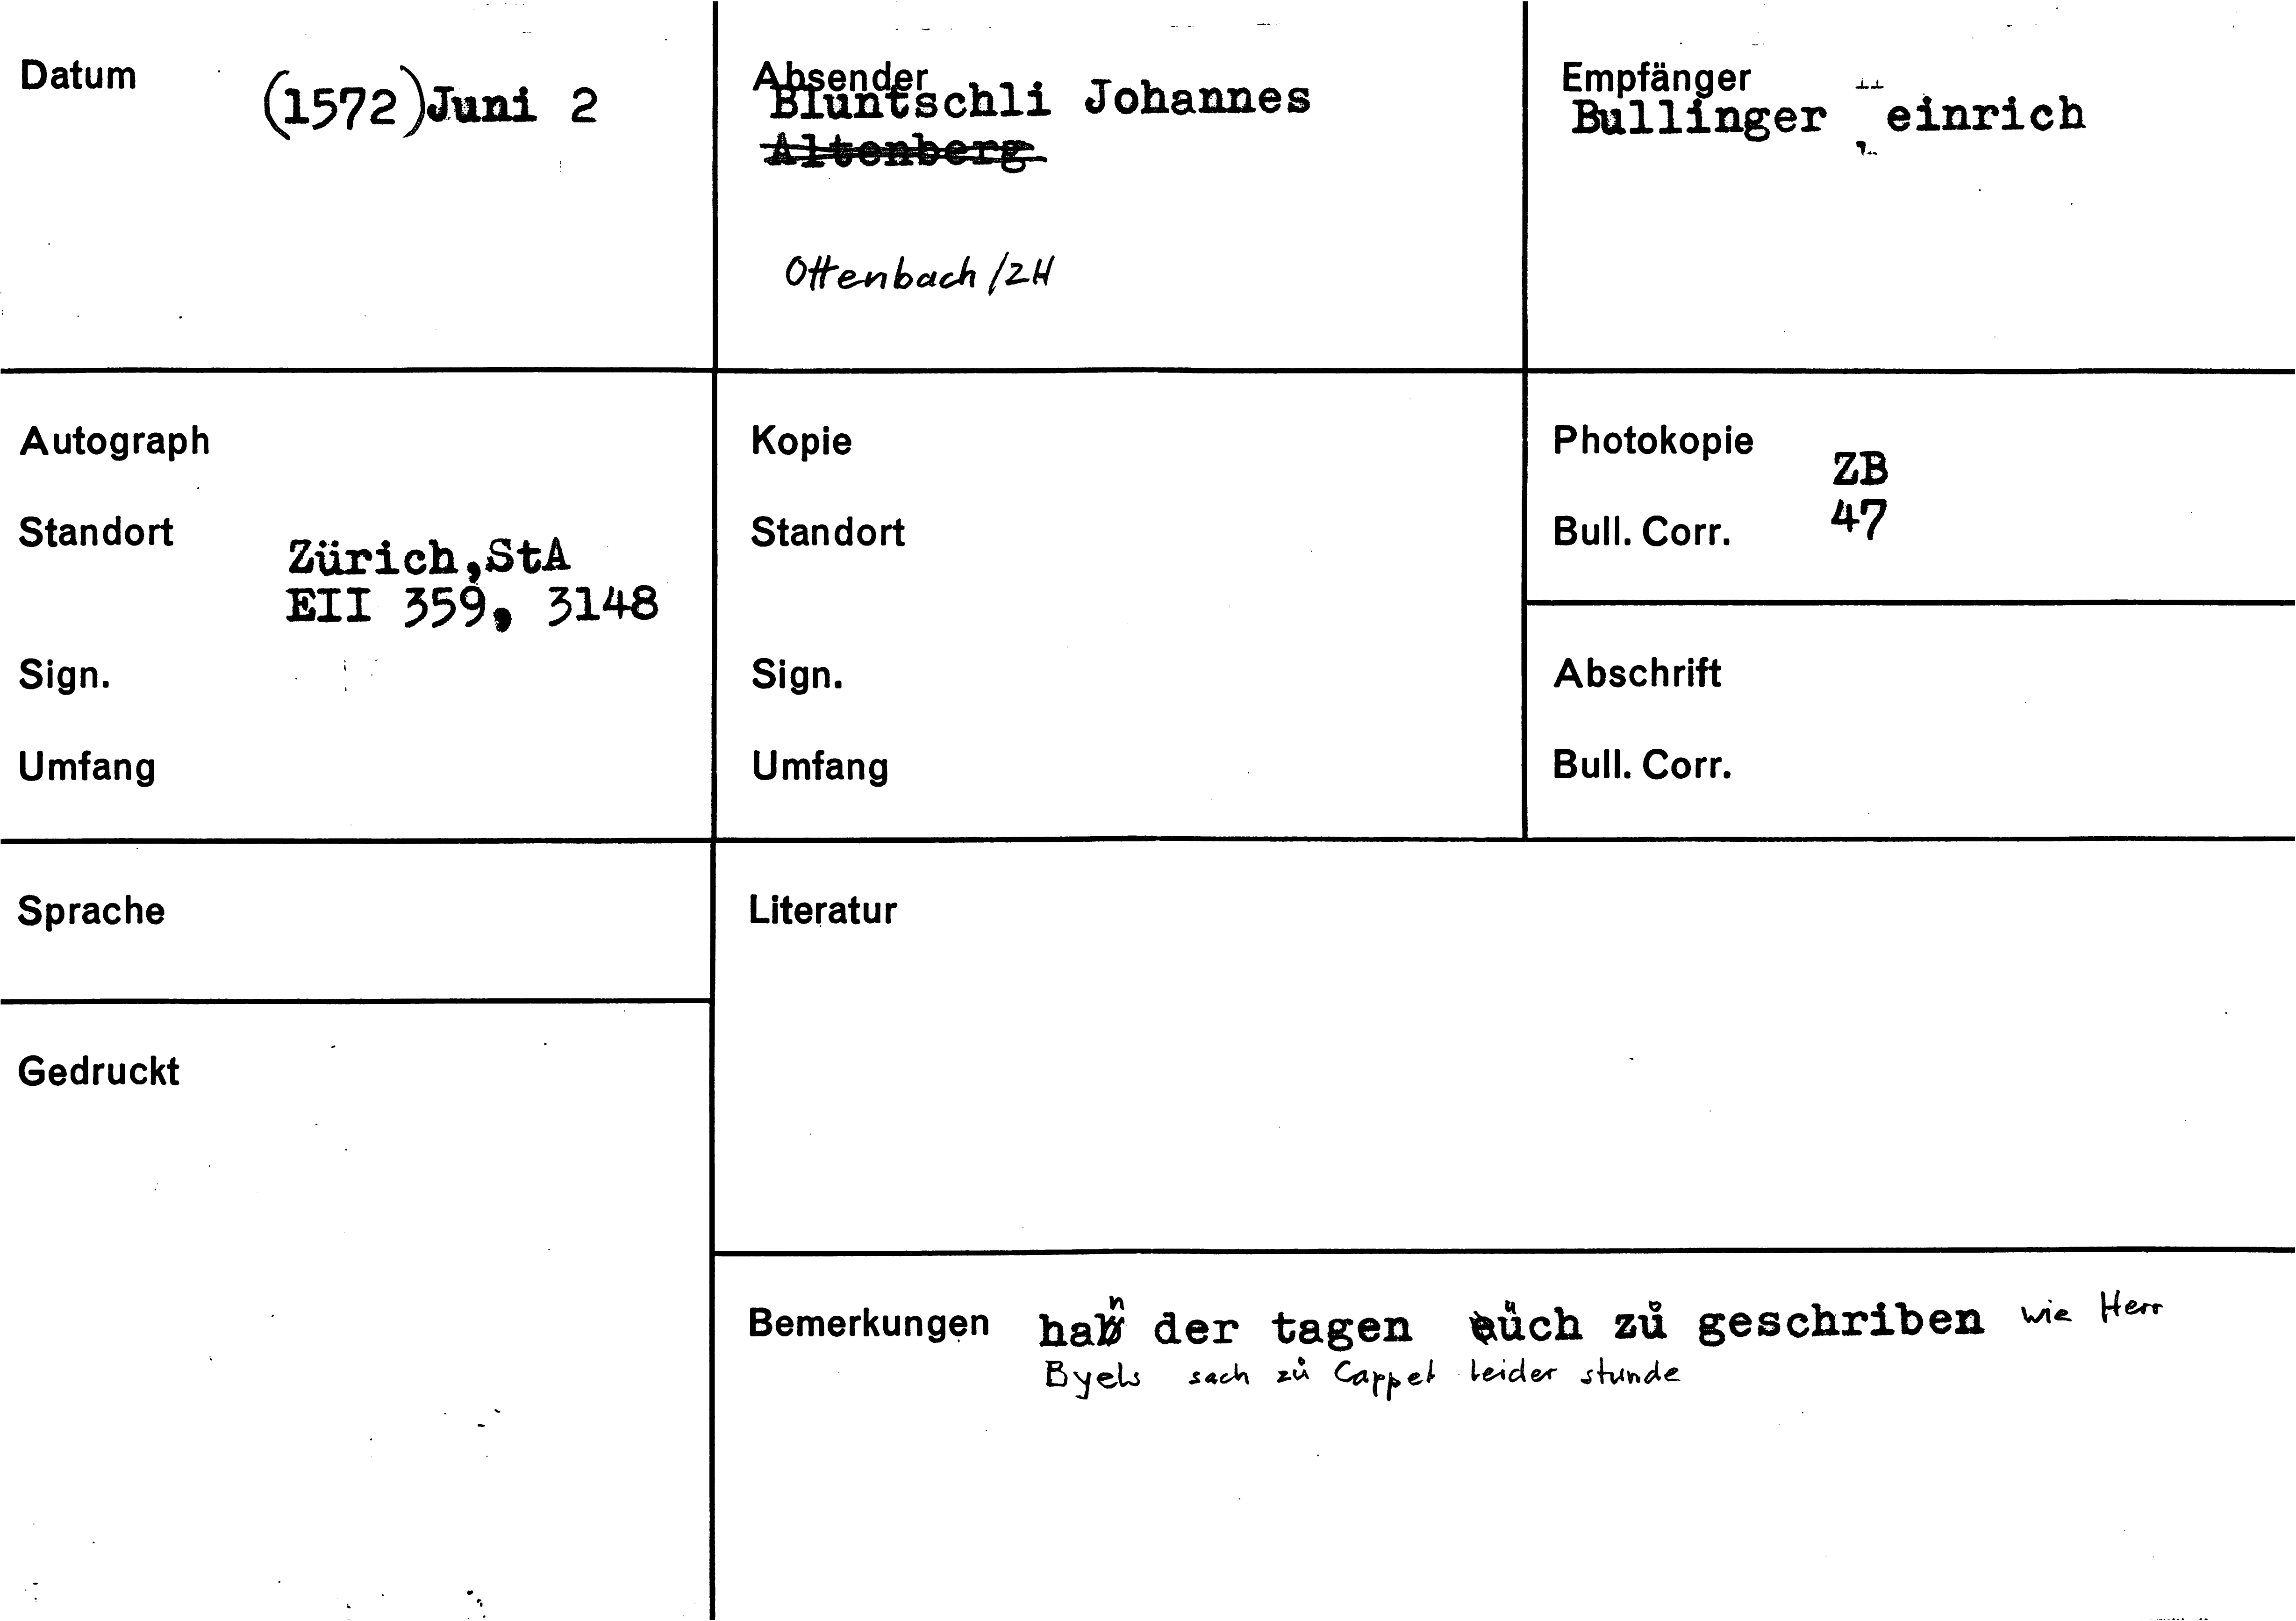 Datum
(1572) Juni 2
Absender
Bluntschli Johannes
Altenberg
Ottenbach/ZH
Empfänger
Bullinger einrich
Autograph
Standort
Zürich, StA
EII 359, 3148
Sign.
Umfang
Kopie
Standort
Sign.
Umfang
Photokopie
ZB
Bull. Corr.
47
Abschrift
Bull. Corr.
Sprache
Literatur
Gedruckt
Bemerkungen
han der tagen üch zů geschriben wie Herr
Byels sach zů Cappel leider stunde